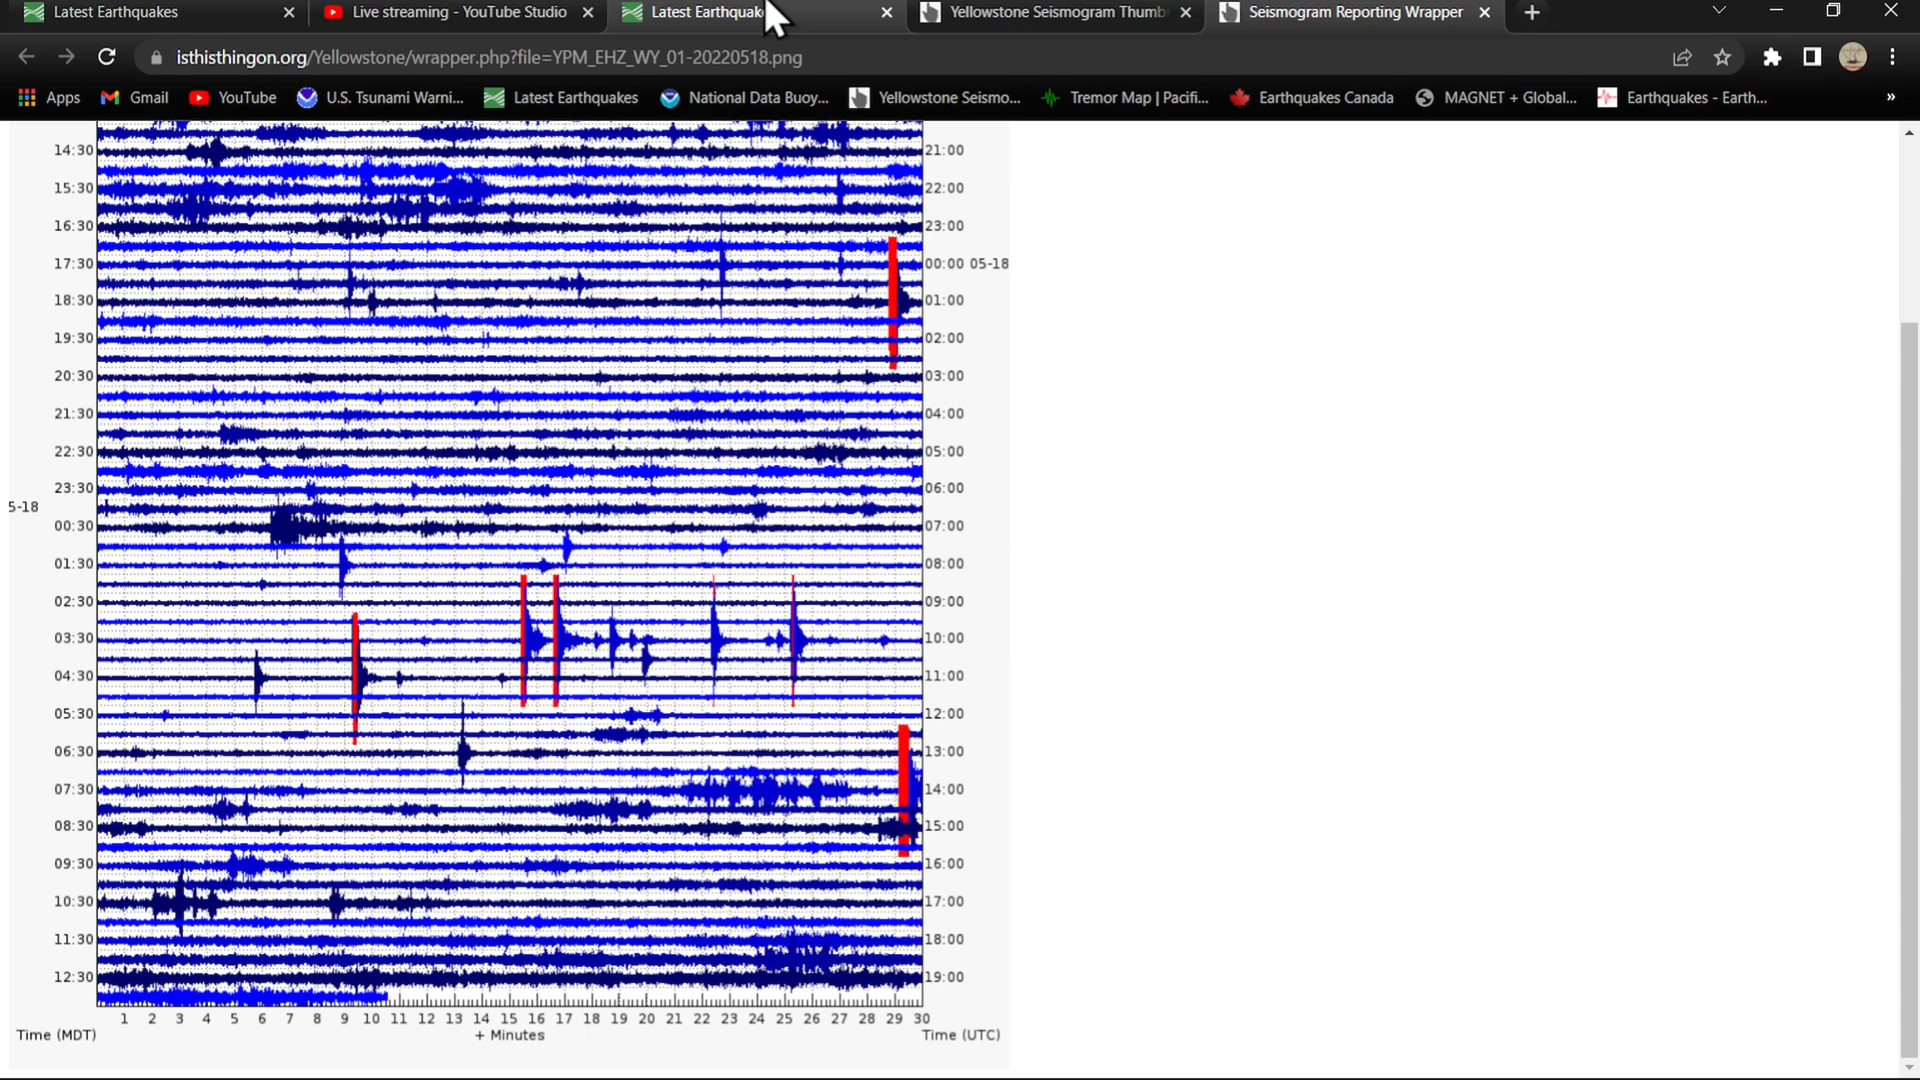 Latest Earthquakes
Live streaming - YouTube Studio
Latest Earthquak
Yellowstone Seismogram Thumb
Seismogram Reporting Wrapper
isthisthingon.org/Yellowstone/wrapper.php?file=YPM_EHZ_WY_01-20220518.png
Apps
Gmail
YouTube
U.S. Tsunami Warni...
Latest Earthquakes
National Data Buoy...
Yellowstone Seismo...
Tremor Map | Pacifi...
Earthquakes Canada
MAGNET + Global...
Earthquakes - Earth...
»
14:30 21:00
15:30 22:00
16:30 23:00
17:30 00:00 05-18
18:30 01:00
19:30 02:00
20:30 03:00
21:30 04:00
22:30 05:00
23:30 06:00
5-18
00:30 07:00
01:30 08:00
02:30 09:00
03:30 10:00
04:30 11:00
05:30 12:00
06:30 13:00
07:30 14:00
08:30 15:00
09:30 16:00
10:30 17:00
11:30 18:00
12:30 19:00
1 2 3 4 5 6 7 8 9 10 11 12 13 14 15 16 17 18 19 20 21 22 23 24 25 26 27 28 29 30
Time (MDT) + Minutes Time (UTC)